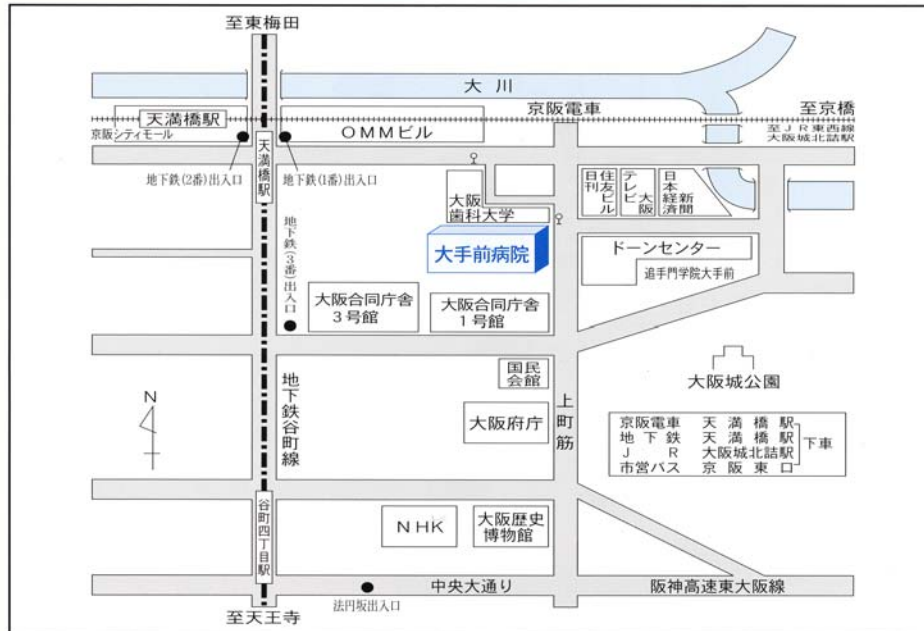 至東梅田
大川
天満橋駅
京阪電車
至京橋
京阪シティモール
OMMビル
至JR東西線
大阪城北詰駅
天満橋駅
地下鉄(2番)出入口
地下鉄(1番)出入口
大阪
歯科大学
日刊
住友ビル
テレビ
大阪
日本経済
新聞
地下鉄(3番)出入口
大手前病院
ドーンセンター
追手門学院大手前
大阪合同庁舎
3号館
大阪合同庁舎
1号館
国民
会館
大阪城公園
N
地下鉄谷町線
大阪府庁
上町筋
京阪電車 天満橋駅
地下鉄 天満橋駅
JR 大阪城北詰駅
市営バス 京阪東口
下車
谷町四丁目駅
NHK
大阪歴史
博物館
中央大通り
阪神高速東大阪線
法円坂出入口
至天王寺